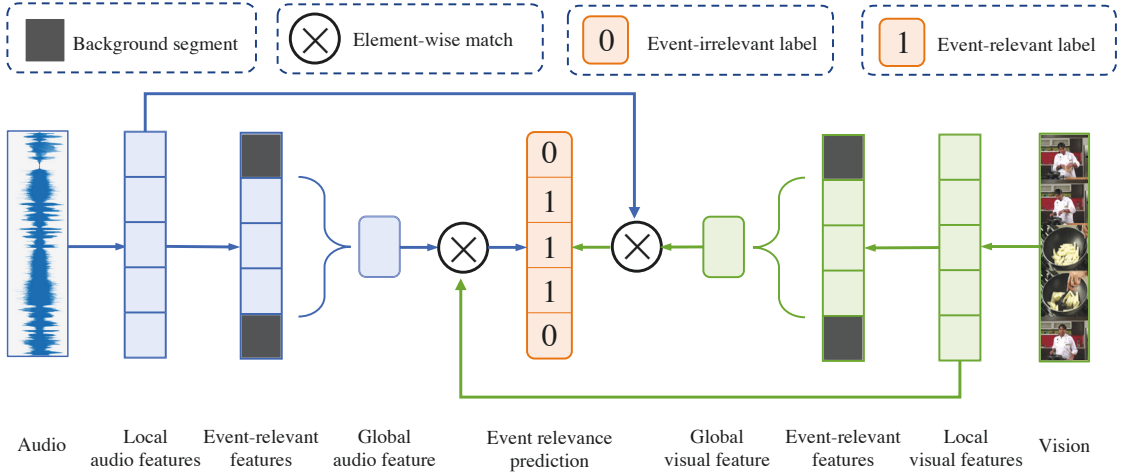 Background segment
Element-wise match
0
Event-irrelevant label
1
Event-relevant label
0
1
1
1
0
Audio
Local
audio features
Event-relevant
features
Global
audio feature
Event relevance
prediction
Global
visual feature
Event-relevant
features
Local
visual features
Vision